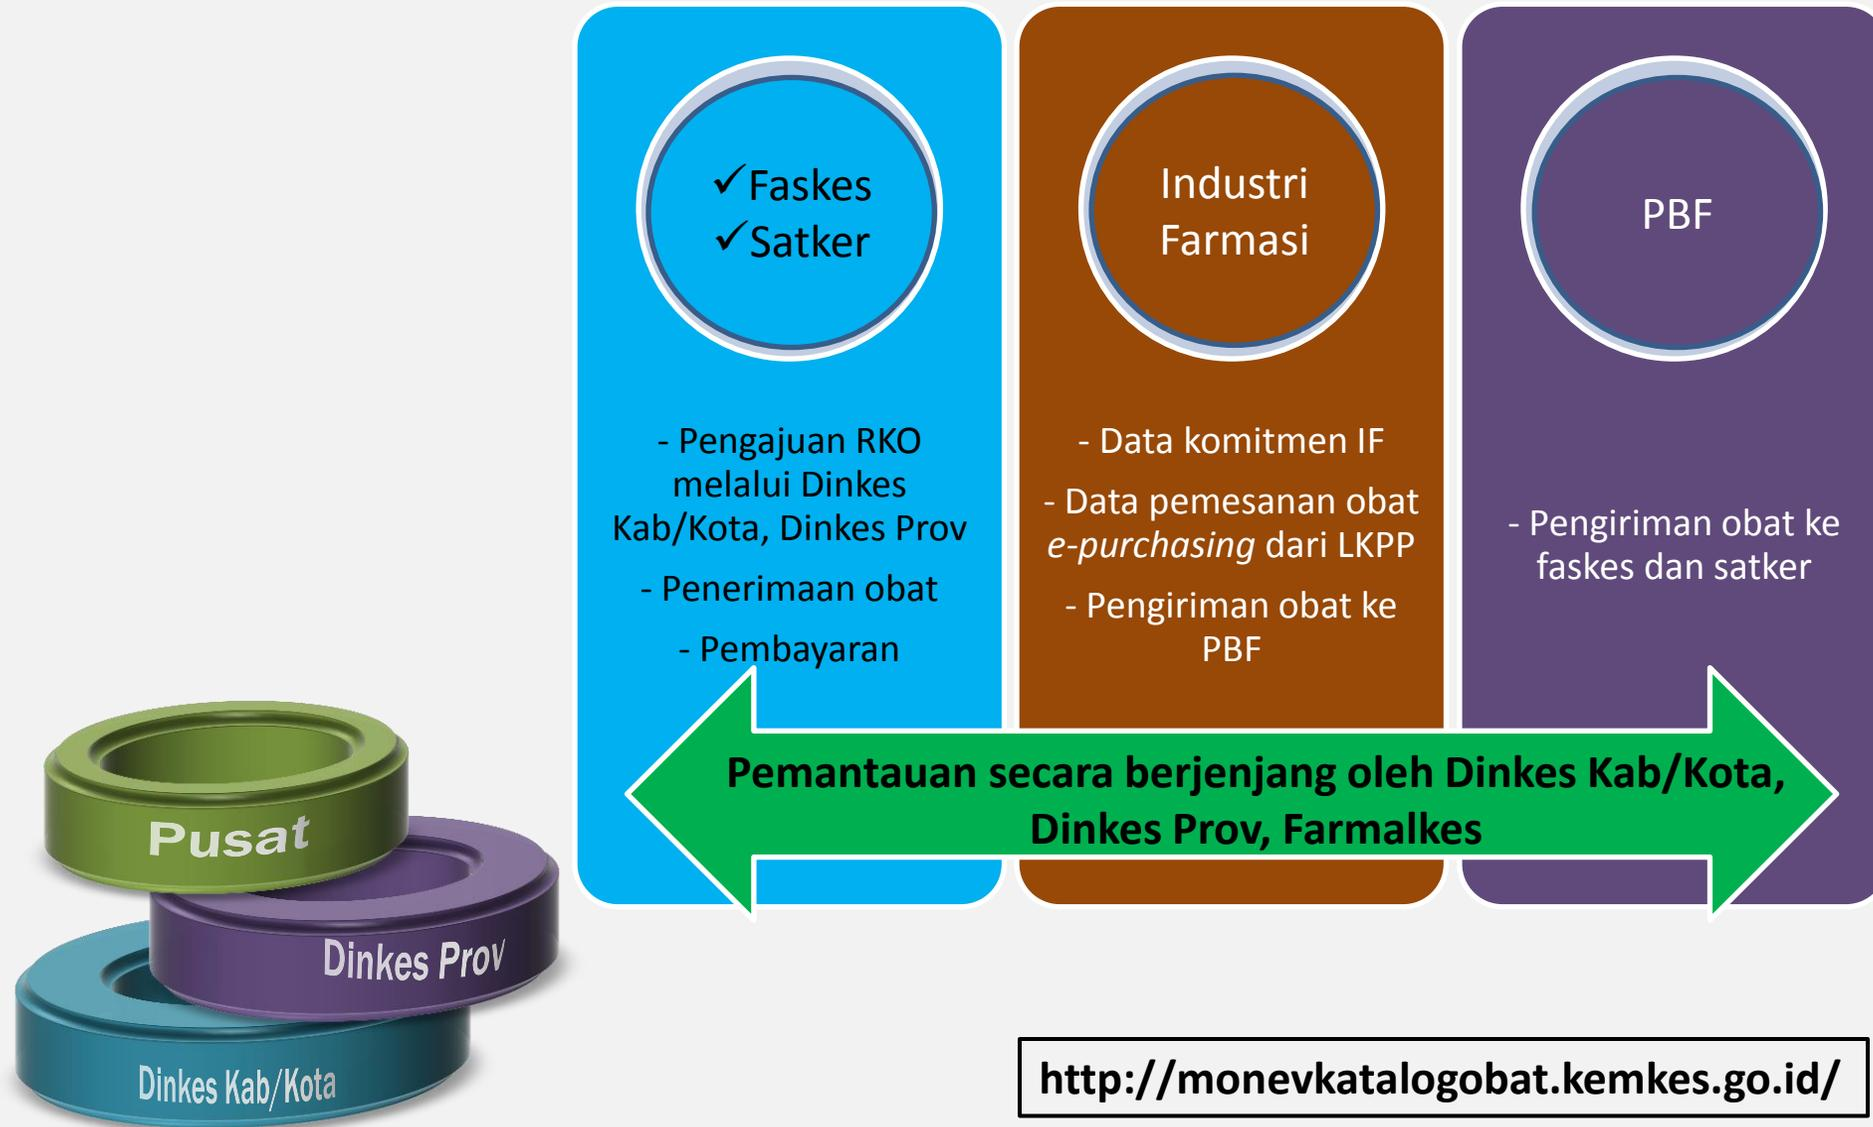 ✓Faskes
✓Satker
- Pengajuan RKO
melalui Dinkes
Kab/Kota, Dinkes Prov
- Penerimaan obat
- Pembayaran
Industri
Farmasi
- Data komitmen IF
- Data pemesanan obat
e-purchasing dari LKPP
- Pengiriman obat ke
PBF
PBF
- Pengiriman obat ke
faskes dan satker
Pemantauan secara berjenjang oleh Dinkes Kab/Kota,
Dinkes Prov, Farmalkes
Pusat
Dinkes Prov
Dinkes Kab/Kota
http://monevkatalogobat.kemkes.go.id/